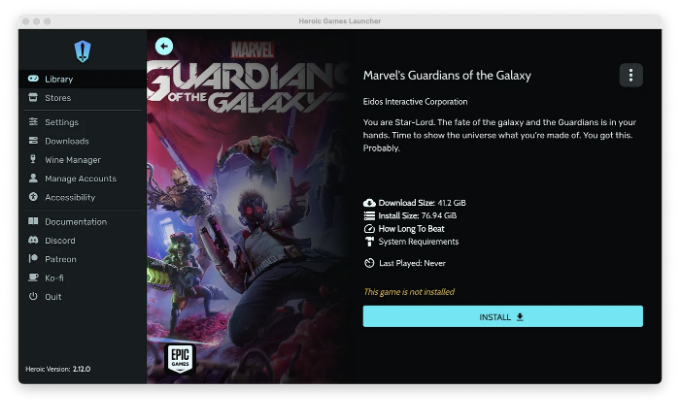 Heroic Games Launcher
Library
Stores
Settings
Downloads
Wine Manager
Manage Accounts
Accessibility
Documentation
Discord
Patreon
Ko-fi
Quit
Heroic Version: 2.12.0
MARVEL
GUARDIANS
OF THE
GALAXY
EPIC
GAMES
Marvel's Guardians of the Galaxy
Eidos Interactive Corporation
You are Star-Lord. The fate of the galaxy and the Guardians is in your
hands. Time to show the universe what you're made of. You got this.
Probably.
Download Size: 41.2 GiB
Install Size: 76.94 GiB
How Long To Beat
System Requirements
Last Played: Never
This game is not installed
INSTALL